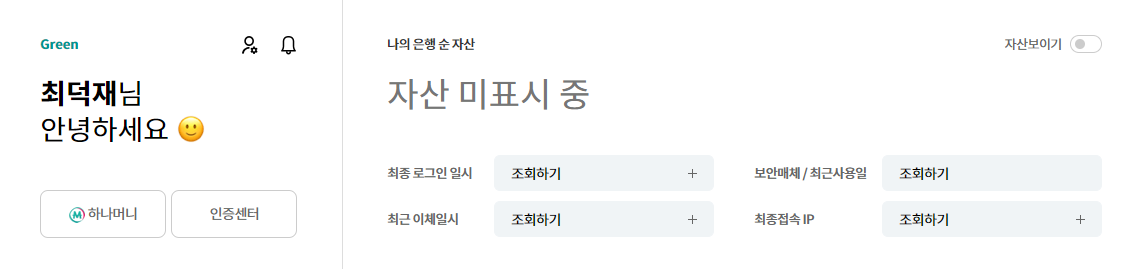 Green
최덕재님
안녕하세요 🙂
하나머니
인증센터
나의 은행 순 자산
자산보이기
자산 미표시 중
최종 로그인 일시
조회하기
보안매체 / 최근사용일
조회하기
최근 이체일시
조회하기
최종접속 IP
조회하기